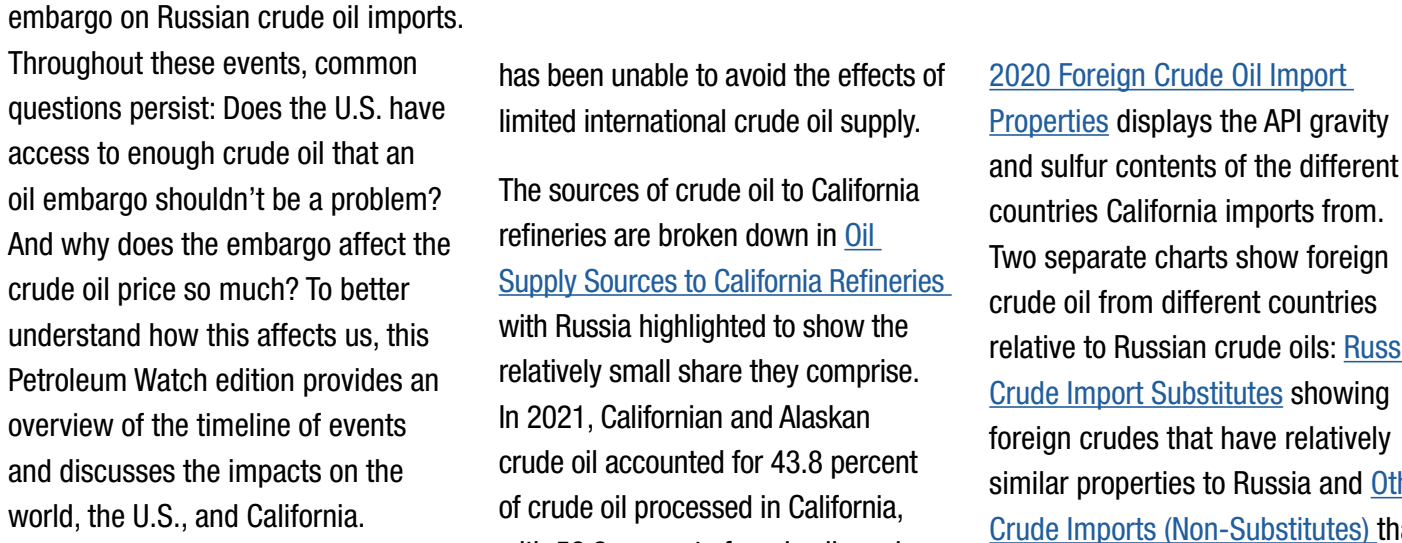 embargo on Russian crude oil imports.
Throughout these events, common
questions persist: Does the U.S. have
access to enough crude oil that an
oil embargo shouldn’t be a problem?
And why does the embargo affect the
crude oil price so much? To better
understand how this affects us, this
Petroleum Watch edition provides an
overview of the timeline of events
and discusses the impacts on the
world, the U.S., and California.
has been unable to avoid the effects of
limited international crude oil supply.
The sources of crude oil to California
refineries are broken down in Oil
Supply Sources to California Refineries
with Russia highlighted to show the
relatively small share they comprise.
In 2021, Californian and Alaskan
crude oil accounted for 43.8 percent
of crude oil processed in California,
2020 Foreign Crude Oil Import
Properties displays the API gravity
and sulfur contents of the different
countries California imports from.
Two separate charts show foreign
crude oil from different countries
relative to Russian crude oils:
Crude Import Substitutes showing
foreign crudes that have relatively
similar properties to Russia and
Crude Imports (Non-Substitutes)